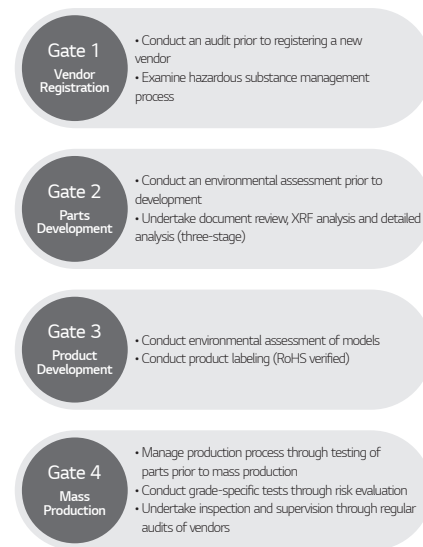 Gate 1
Vendor
Registration
• Conduct an audit prior to registering a new
vendor
• Examine hazardous substance management
process
Gate 2
Parts
Development
• Conduct an environmental assessment prior to
development
• Undertake document review, XRF analysis and detailed
analysis (three-stage)
Gate 3
Product
Development
• Conduct environmental assessment of models
• Conduct product labeling (RoHS verified)
Gate 4
Mass
Production
• Manage production process through testing of
parts prior to mass production
• Conduct grade-specific tests through risk evaluation
• Undertake inspection and supervision through regular
audits of vendors